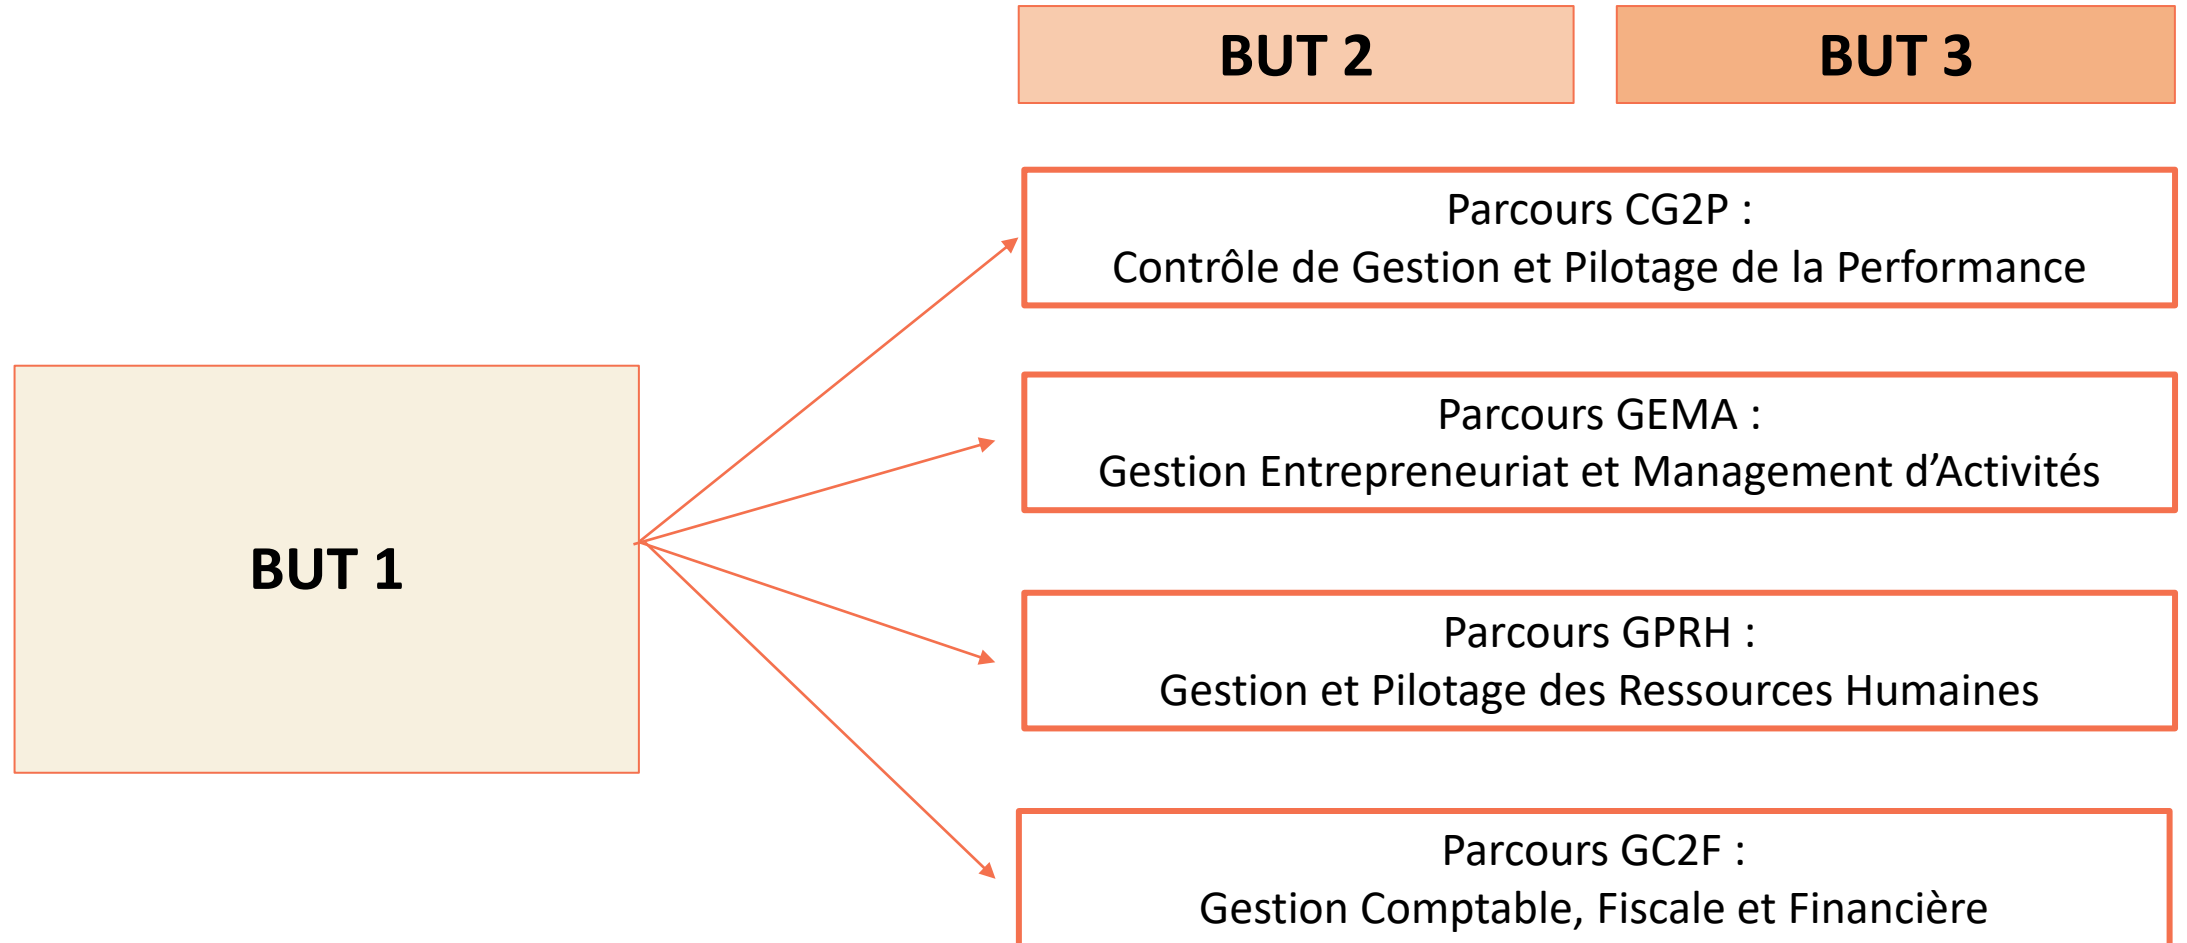 BUT 2
BUT 3
Parcours CG2P :
Contrôle de Gestion et Pilotage de la Performance
Parcours GEMA :
Gestion Entrepreneuriat et Management d’Activités
BUT 1
Parcours GPRH :
Gestion et Pilotage des Ressources Humaines
Parcours GC2F :
Gestion Comptable, Fiscale et Financière